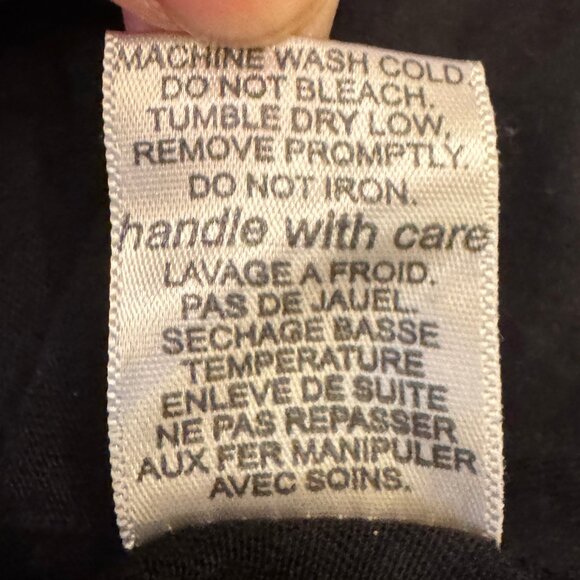 MACHINE WASH COLD.
DO NOT BLEACH.
TUMBLE DRY LOW,
REMOVE PROMPTLY.
DO NOT IRON.
handle with care
LAVAGE A FROID.
PAS DE JAUEL.
SECHAGE BASSE
TEMPERATURE
ENLEVE DE SUITE
NE PAS REPASSER
AUX FER MANIPULER
AVEC SOINS.